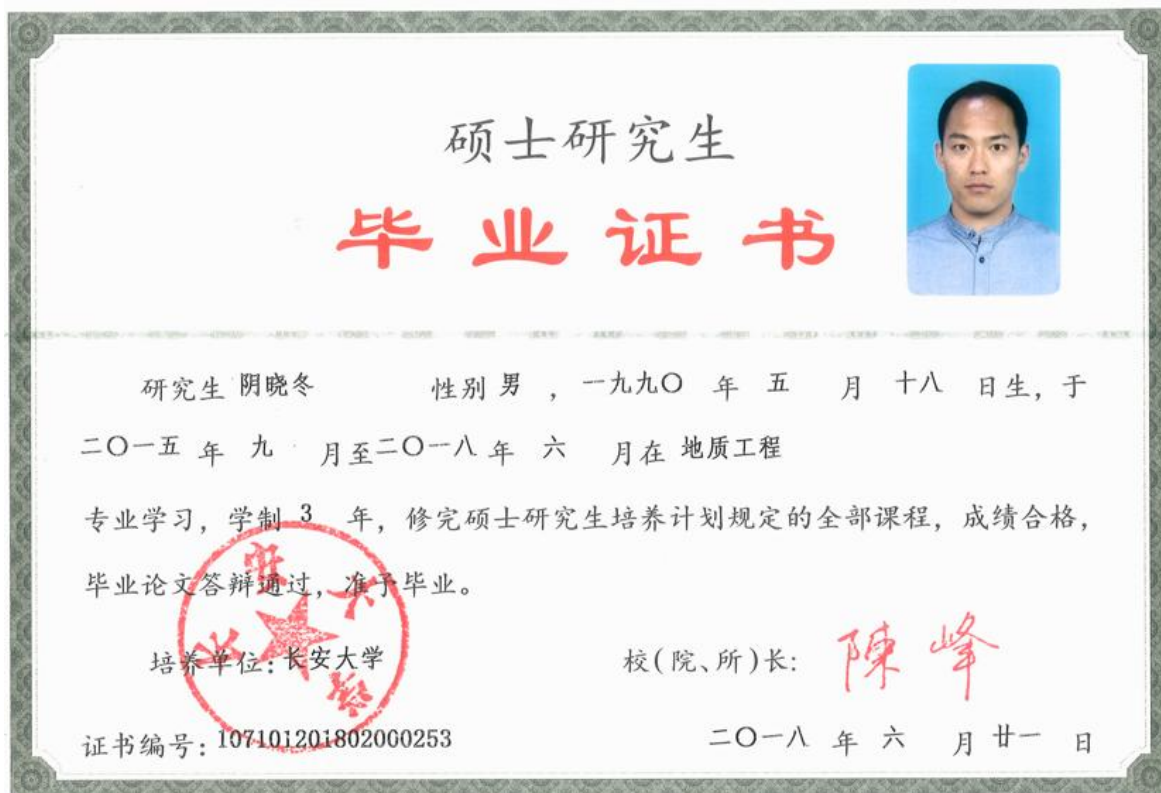 硕士研究生
毕业证书
研究生 阴晓冬 性别 男 , 一九九〇 年 五 月 十八 日生, 于
二〇一五 年 九 月至二〇一八 年 六 月在 地质工程
专业学习, 学制 3 年, 修完硕士研究生培养计划规定的全部课程, 成绩合格,
毕业论文答辩通过, 准予毕业。
长安大学
培养单位: 长安大学 校(院、所)长: 陳峰
证书编号: 107101201802000253 二〇一八 年 六 月 廿一 日